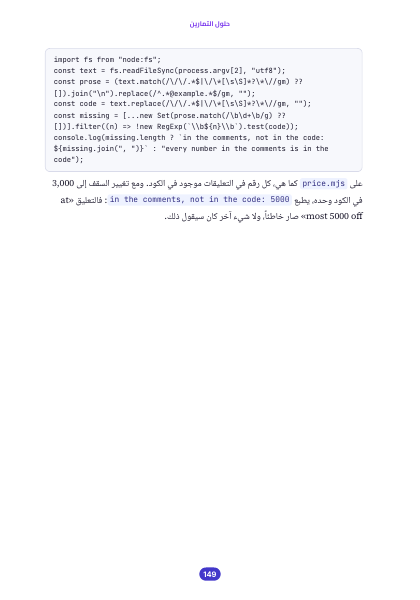 حلول التمارين
import fs from "node:fs";
const text = fs.readFileSync(process.argv[2], "utf8");
const prose = (text.match(/\/\/.*$|\/\*[\s\S]*?\*\//gm) ??
[]).join("\n").replace(/^.*@example.*$/gm, "");
const code = text.replace(/\/\/.*$|\/\*[\s\S]*?\*\//gm, "");
const missing = [...new Set(prose.match(/\b\d+\b/g) ??
[])].filter((n) => !new RegExp(`\\b${n}\\b`).test(code));
console.log(missing.length ? `in the comments, not in the code:
${missing.join(", ")}` : "every number in the comments is in the
code");
على price.mjs كما هي، كل رقم في التعليقات موجود في الكود. ومع تغيير السقف إلى 3,000
في الكود وحده، يطبع in the comments, not in the code: 5000 : فالتعليق «at
most 5000 off» صار خاطئاً، ولا شيء آخر كان سيقول ذلك.
149